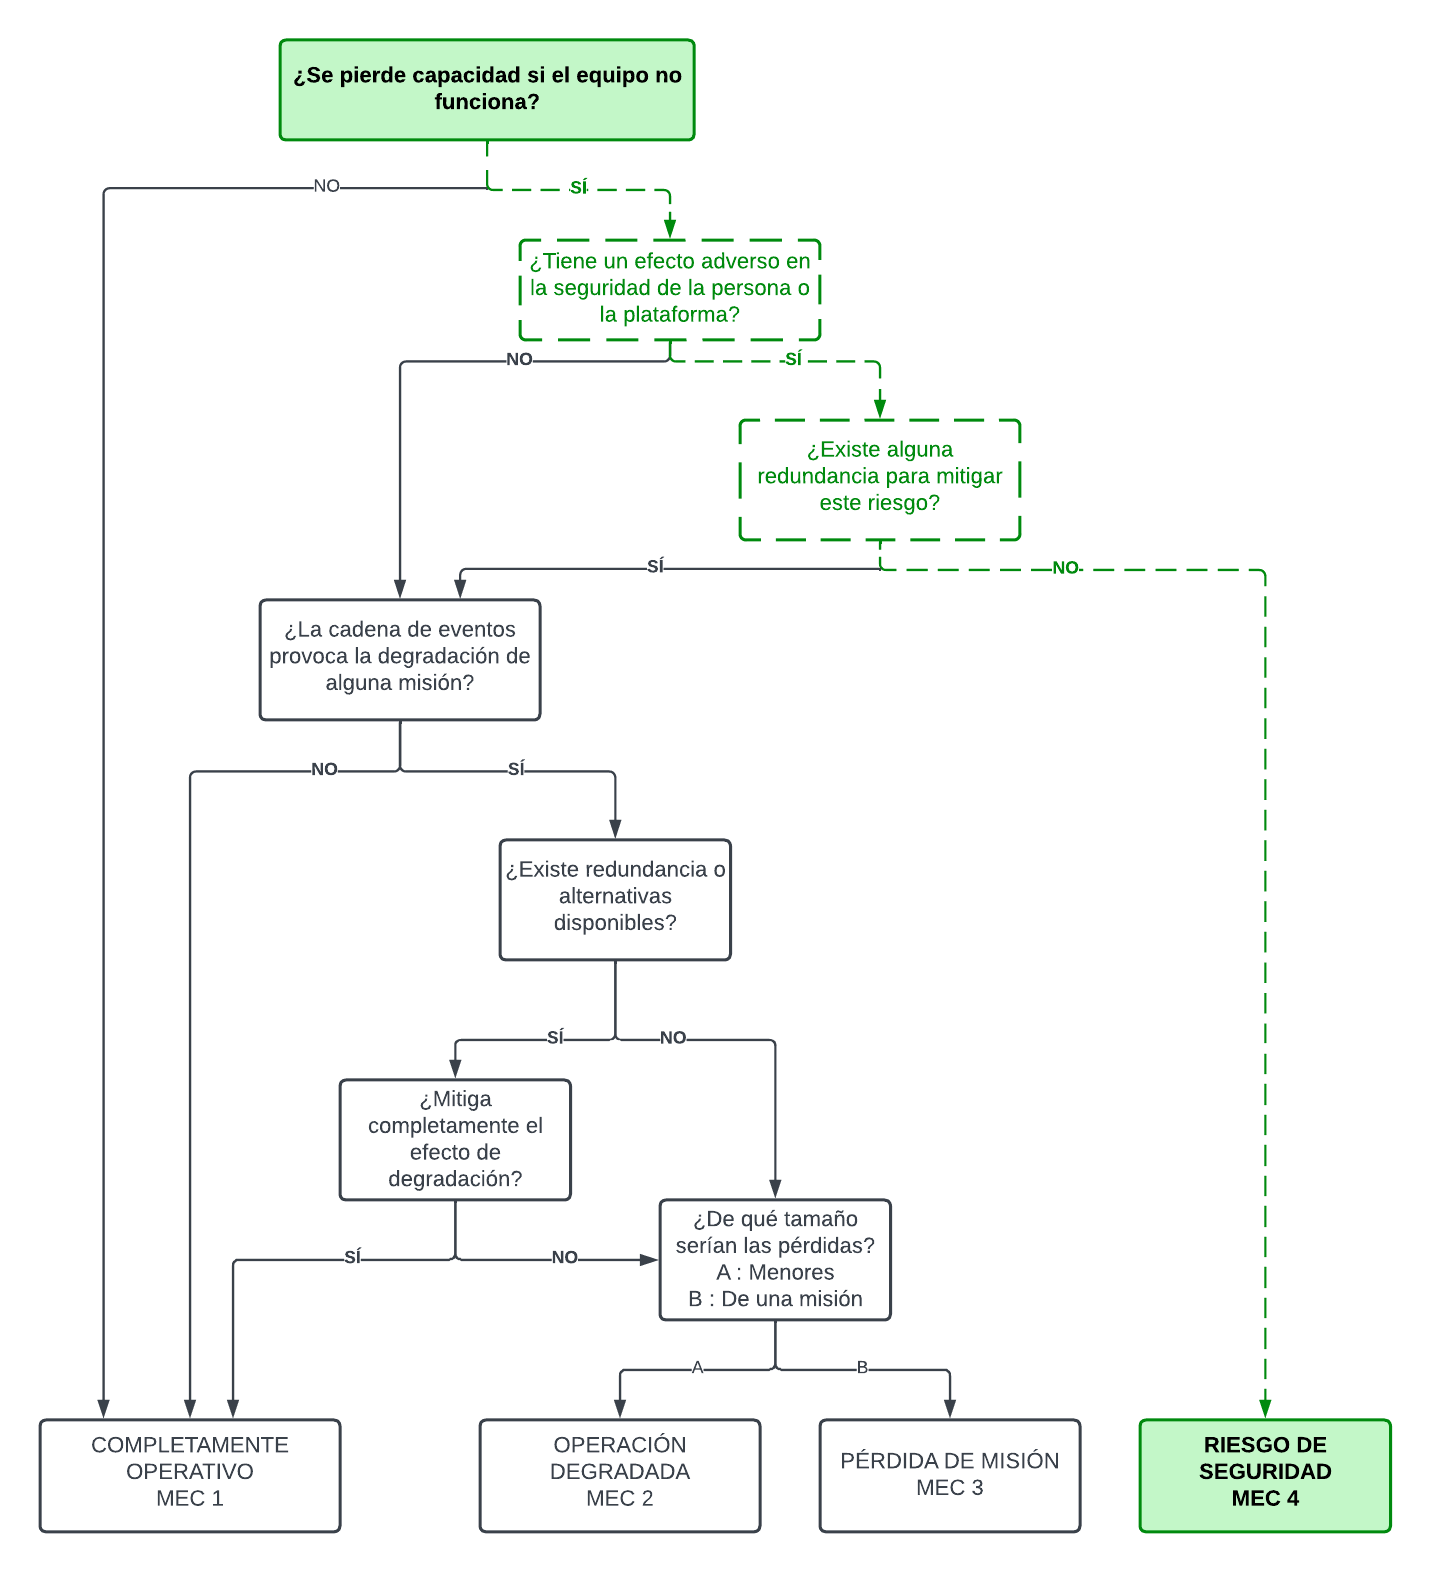 ¿Se pierde capacidad si el equipo no
funciona?
NO
SÍ
¿Tiene un efecto adverso en
la seguridad de la persona o
la plataforma?
NO
SÍ
¿Existe alguna
redundancia para mitigar
este riesgo?
SÍ
NO
¿La cadena de eventos
provoca la degradación de
alguna misión?
NO
SÍ
¿Existe redundancia o
alternativas
disponibles?
SÍ
NO
¿Mitiga
completamente el
efecto de
degradación?
¿De qué tamaño
serían las pérdidas?
A : Menores
B : De una misión
SÍ
NO
A
B
COMPLETAMENTE
OPERATIVO
MEC 1
OPERACIÓN
DEGRADADA
MEC 2
PÉRDIDA DE MISIÓN
MEC 3
RIESGO DE
SEGURIDAD
MEC 4